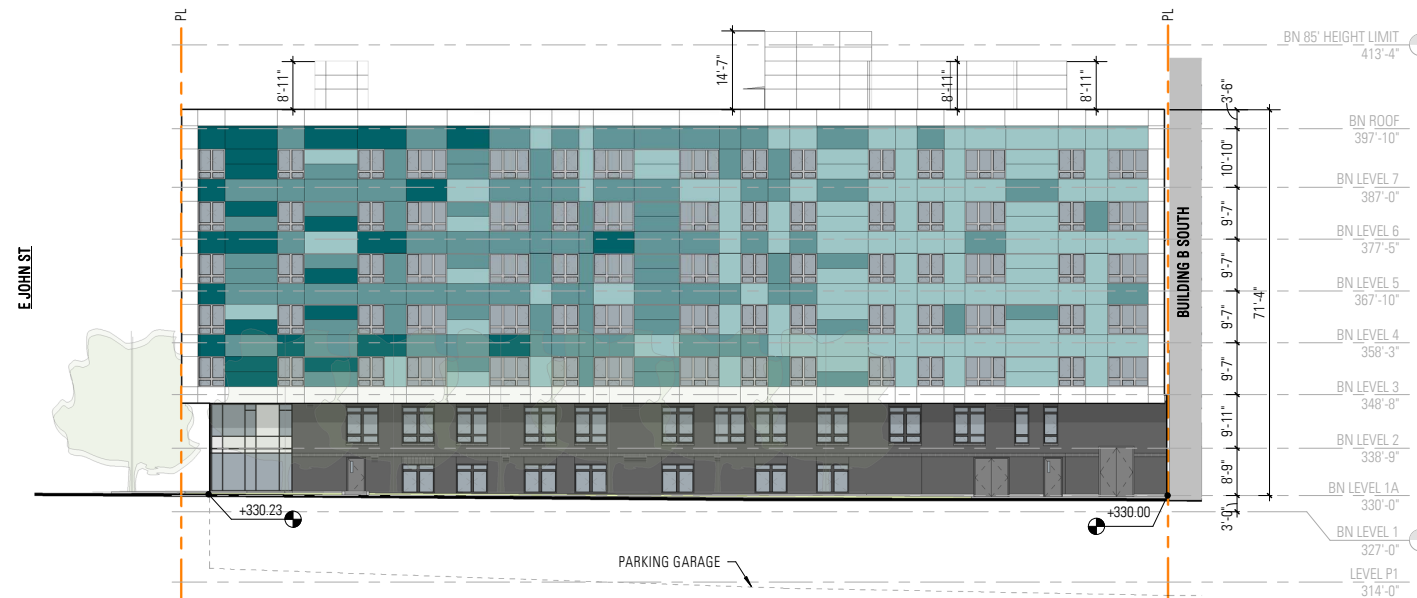 PL
PL
BN 85' HEIGHT LIMIT
413'-4"
14'-7"
8'-11"
8'-11"
8'-11"
3'-6"
BN ROOF
397'-10"
10'-10"
BN LEVEL 7
387'-0"
9'-7"
BN LEVEL 6
377'-5"
9'-7"
BN LEVEL 5
367'-10"
9'-7"
BN LEVEL 4
358'-3"
9'-7"
BN LEVEL 3
348'-8"
9'-11"
BN LEVEL 2
338'-9"
8'-9"
BN LEVEL 1A
330'-0"
3'-0"
BN LEVEL 1
327'-0"
LEVEL P1
314'-0"
71'-4"
E JOHN ST
BUILDING B SOUTH
+330.23
+330.00
PARKING GARAGE